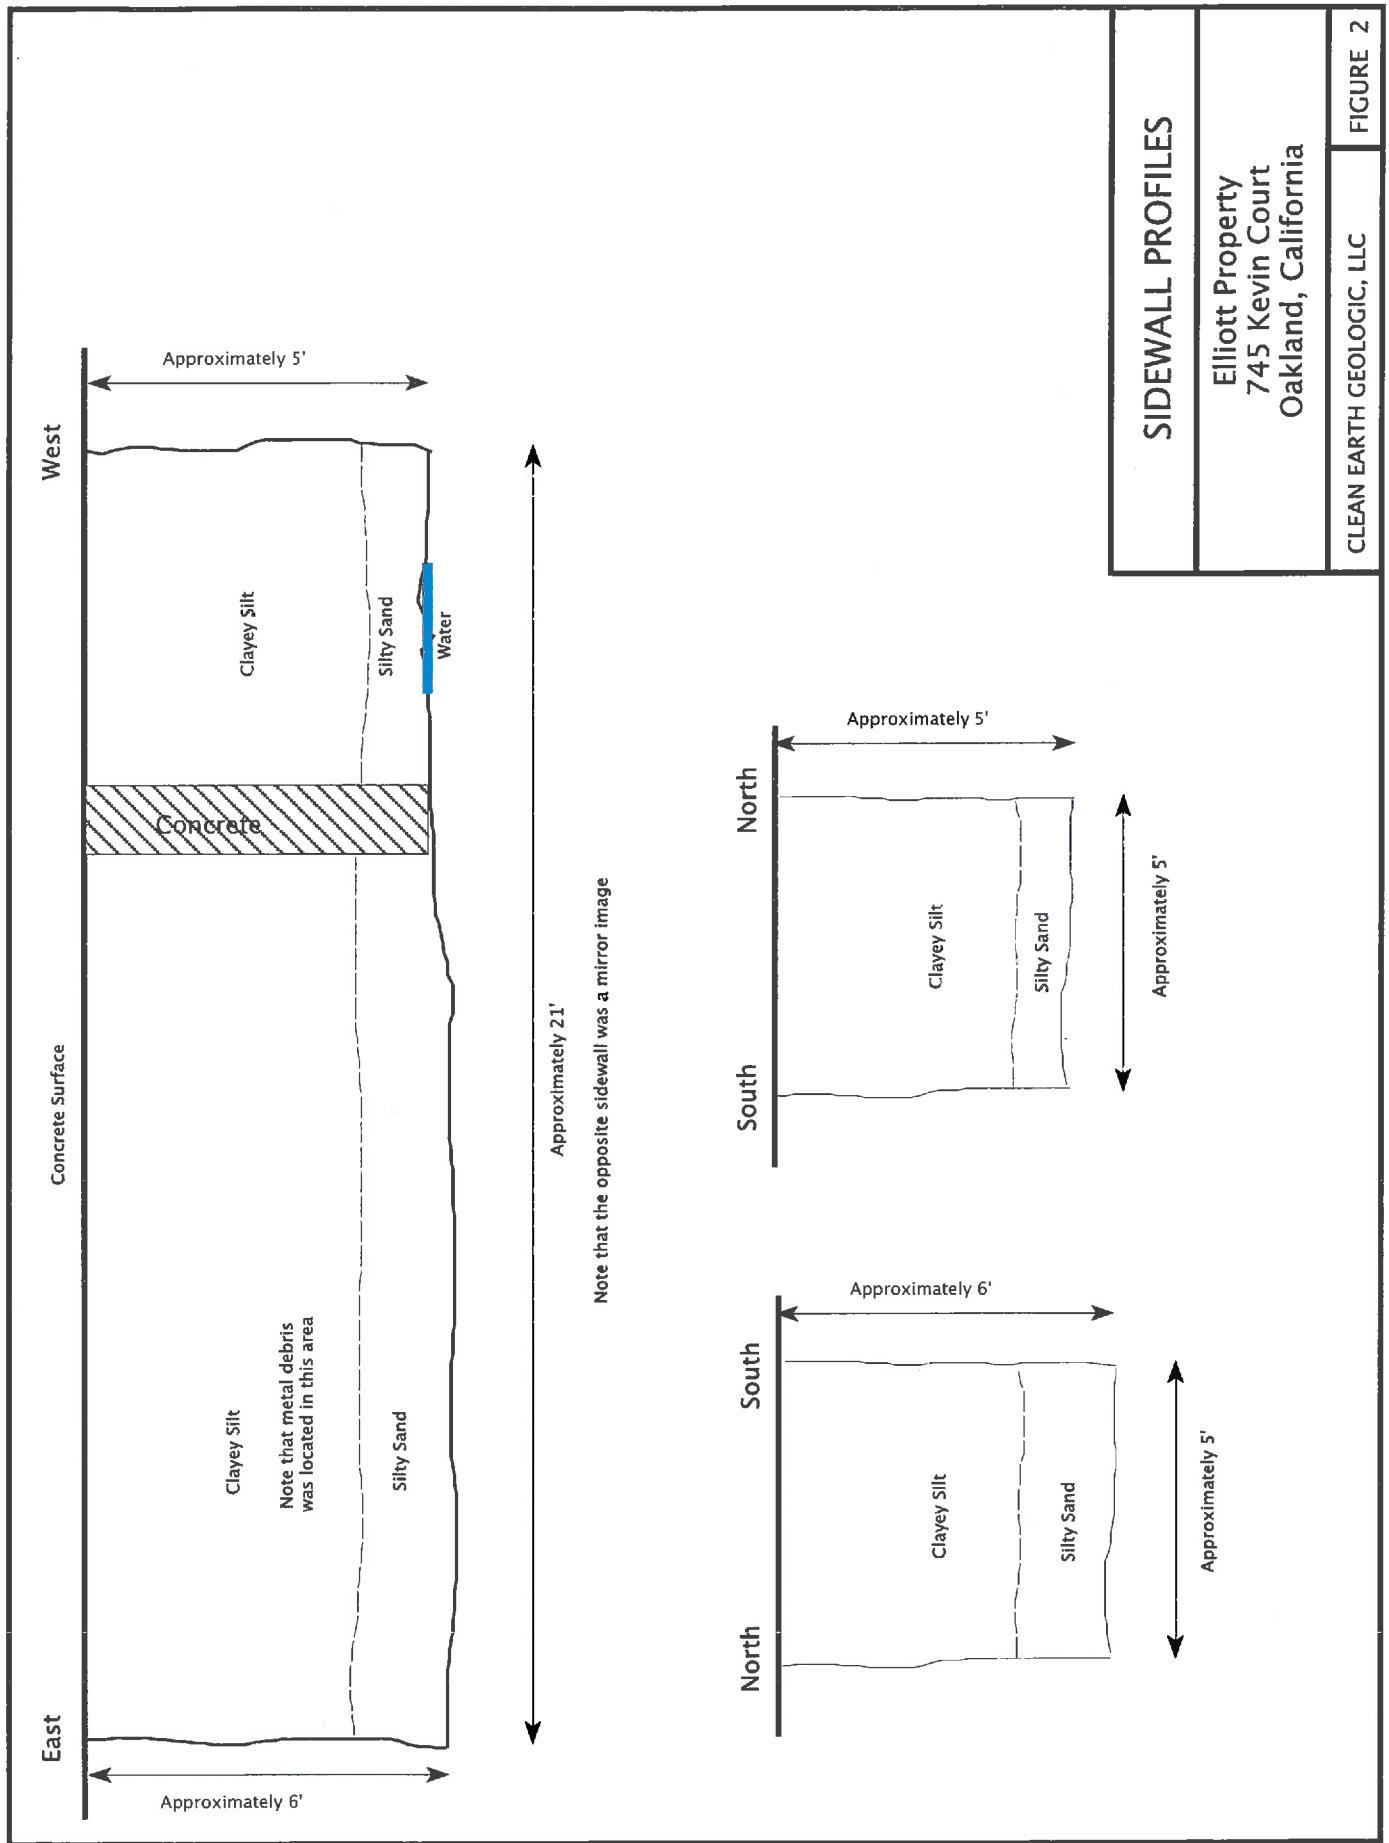 East
Concrete Surface
West
Approximately 6'
Clayey Silt
Note that metal debris
was located in this area
Silty Sand
Concrete
Clayey Silt
Silty Sand
Water
Approximately 5'
Approximately 21'
Note that the opposite sidewall was a mirror image
North
South
Clayey Silt
Silty Sand
Approximately 6'
Approximately 5'
South
North
Clayey Silt
Silty Sand
Approximately 5'
Approximately 5'
SIDEWALL PROFILES
Elliott Property
745 Kevin Court
Oakland, California
CLEAN EARTH GEOLOGIC, LLC
FIGURE 2